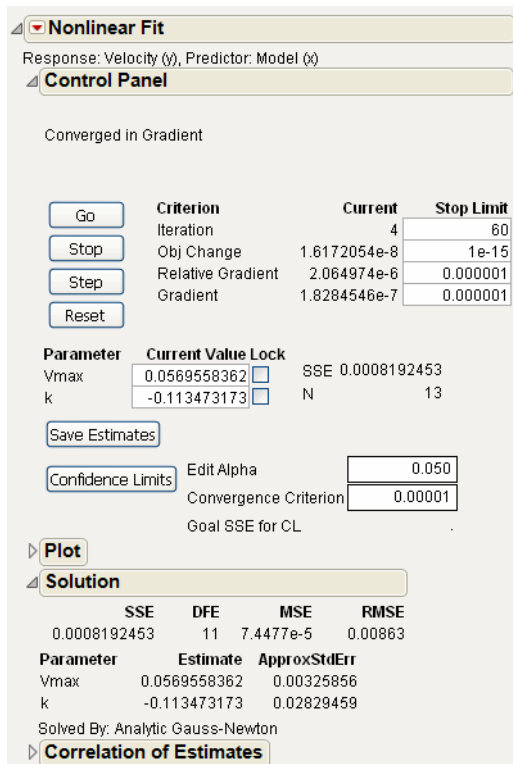 Nonlinear Fit
Response: Velocity (y), Predictor: Model (x)
Control Panel
Converged in Gradient
Go
Stop
Step
Reset
Criterion Current Stop Limit
Iteration 4 60
Obj Change 1.6172054e-8 1e-15
Relative Gradient 2.064974e-6 0.000001
Gradient 1.8284546e-7 0.000001
Parameter Current Value Lock
Vmax 0.0569558362
k -0.113473173
SSE 0.0008192453
N 13
Save Estimates
Confidence Limits
Edit Alpha 0.050
Convergence Criterion 0.00001
Goal SSE for CL .
Plot
Solution
SSE DFE MSE RMSE
0.0008192453 11 7.4477e-5 0.00863
Parameter Estimate ApproxStdErr
Vmax 0.0569558362 0.00325856
k -0.113473173 0.02829459
Solved By: Analytic Gauss-Newton
Correlation of Estimates